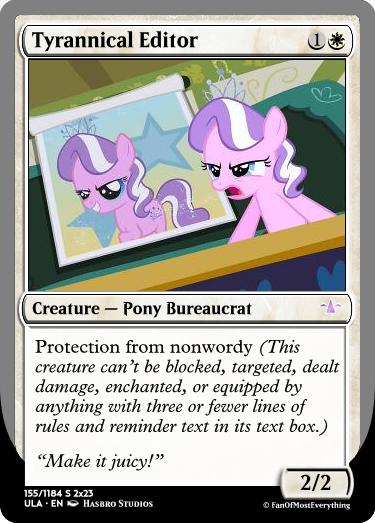 Tyrannical Editor 1
Creature — Pony Bureaucrat
Protection from nonwordy (This
creature can't be blocked, targeted, dealt
damage, enchanted, or equipped by
anything with three or fewer lines of
rules and reminder text in its text box.)
“Make it juicy!”
2/2
155/1184 S 2x23
ULA • EN HASBRO STUDIOS
© FanOfMostEverything